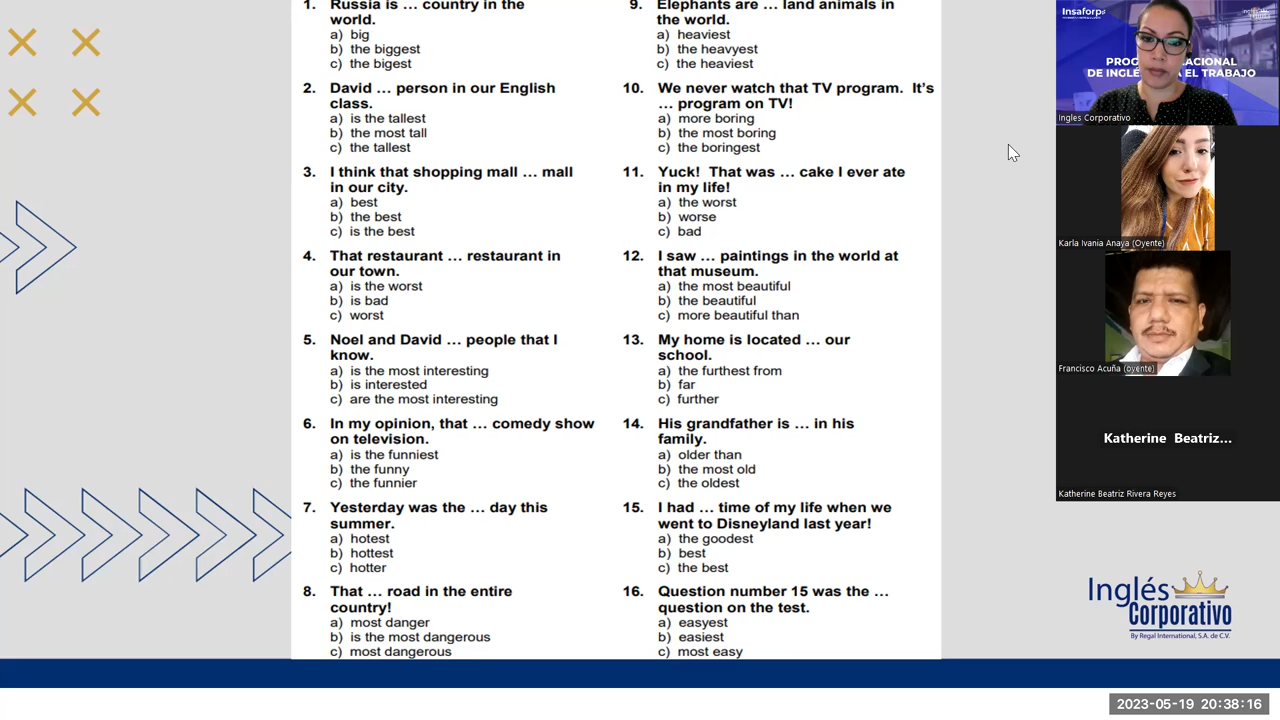 1. Russia is … country in the
world.
a) big
b) the biggest
c) the bigest
2. David … person in our English
class.
a) is the tallest
b) the most tall
c) the tallest
3. I think that shopping mall … mall
in our city.
a) best
b) the best
c) is the best
4. That restaurant … restaurant in
our town.
a) is the worst
b) is bad
c) worst
5. Noel and David … people that I
know.
a) is the most interesting
b) is interested
c) are the most interesting
6. In my opinion, that … comedy show
on television.
a) is the funniest
b) the funny
c) the funnier
7. Yesterday was the … day this
summer.
a) hotest
b) hottest
c) hotter
8. That … road in the entire
country!
a) most danger
b) is the most dangerous
c) most dangerous
9. Elephants are … land animals in
the world.
a) heaviest
b) the heavyest
c) the heaviest
10. We never watch that TV program. It's
… program on TV!
a) more boring
b) the most boring
c) the boringest
11. Yuck! That was … cake I ever ate
in my life!
a) the worst
b) worse
c) bad
12. I saw … paintings in the world at
that museum.
a) the most beautiful
b) the beautiful
c) more beautiful than
13. My home is located … our
school.
a) the furthest from
b) far
c) further
14. His grandfather is … in his
family.
a) older than
b) the most old
c) the oldest
15. I had … time of my life when we
went to Disneyland last year!
a) the goodest
b) best
c) the best
16. Question number 15 was the …
question on the test.
a) easyest
b) easiest
c) most easy
Insaforp
PROG NACIONAL
DE INGLÉ A EL TRABAJO
Ingles Corporativo
Karla Ivania Anaya (Oyente)
Francisco Acuña (oyente)
Katherine Beatriz...
Katherine Beatriz Rivera Reyes
Inglés
Corporativo
By Regal International, S.A. de C.V.
2023-05-19 20:38:16